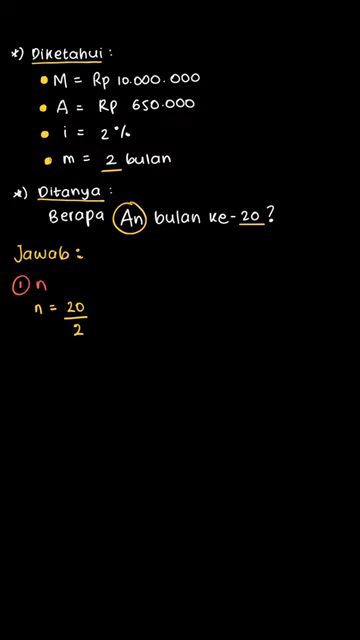 *) Diketahui :
• M = Rp 10.000.000
• A = Rp 650.000
• i = 2 %
• m = 2 bulan
*) Ditanya :
Berapa An bulan ke-20 ?
Jawab :
① n
n = 20
2